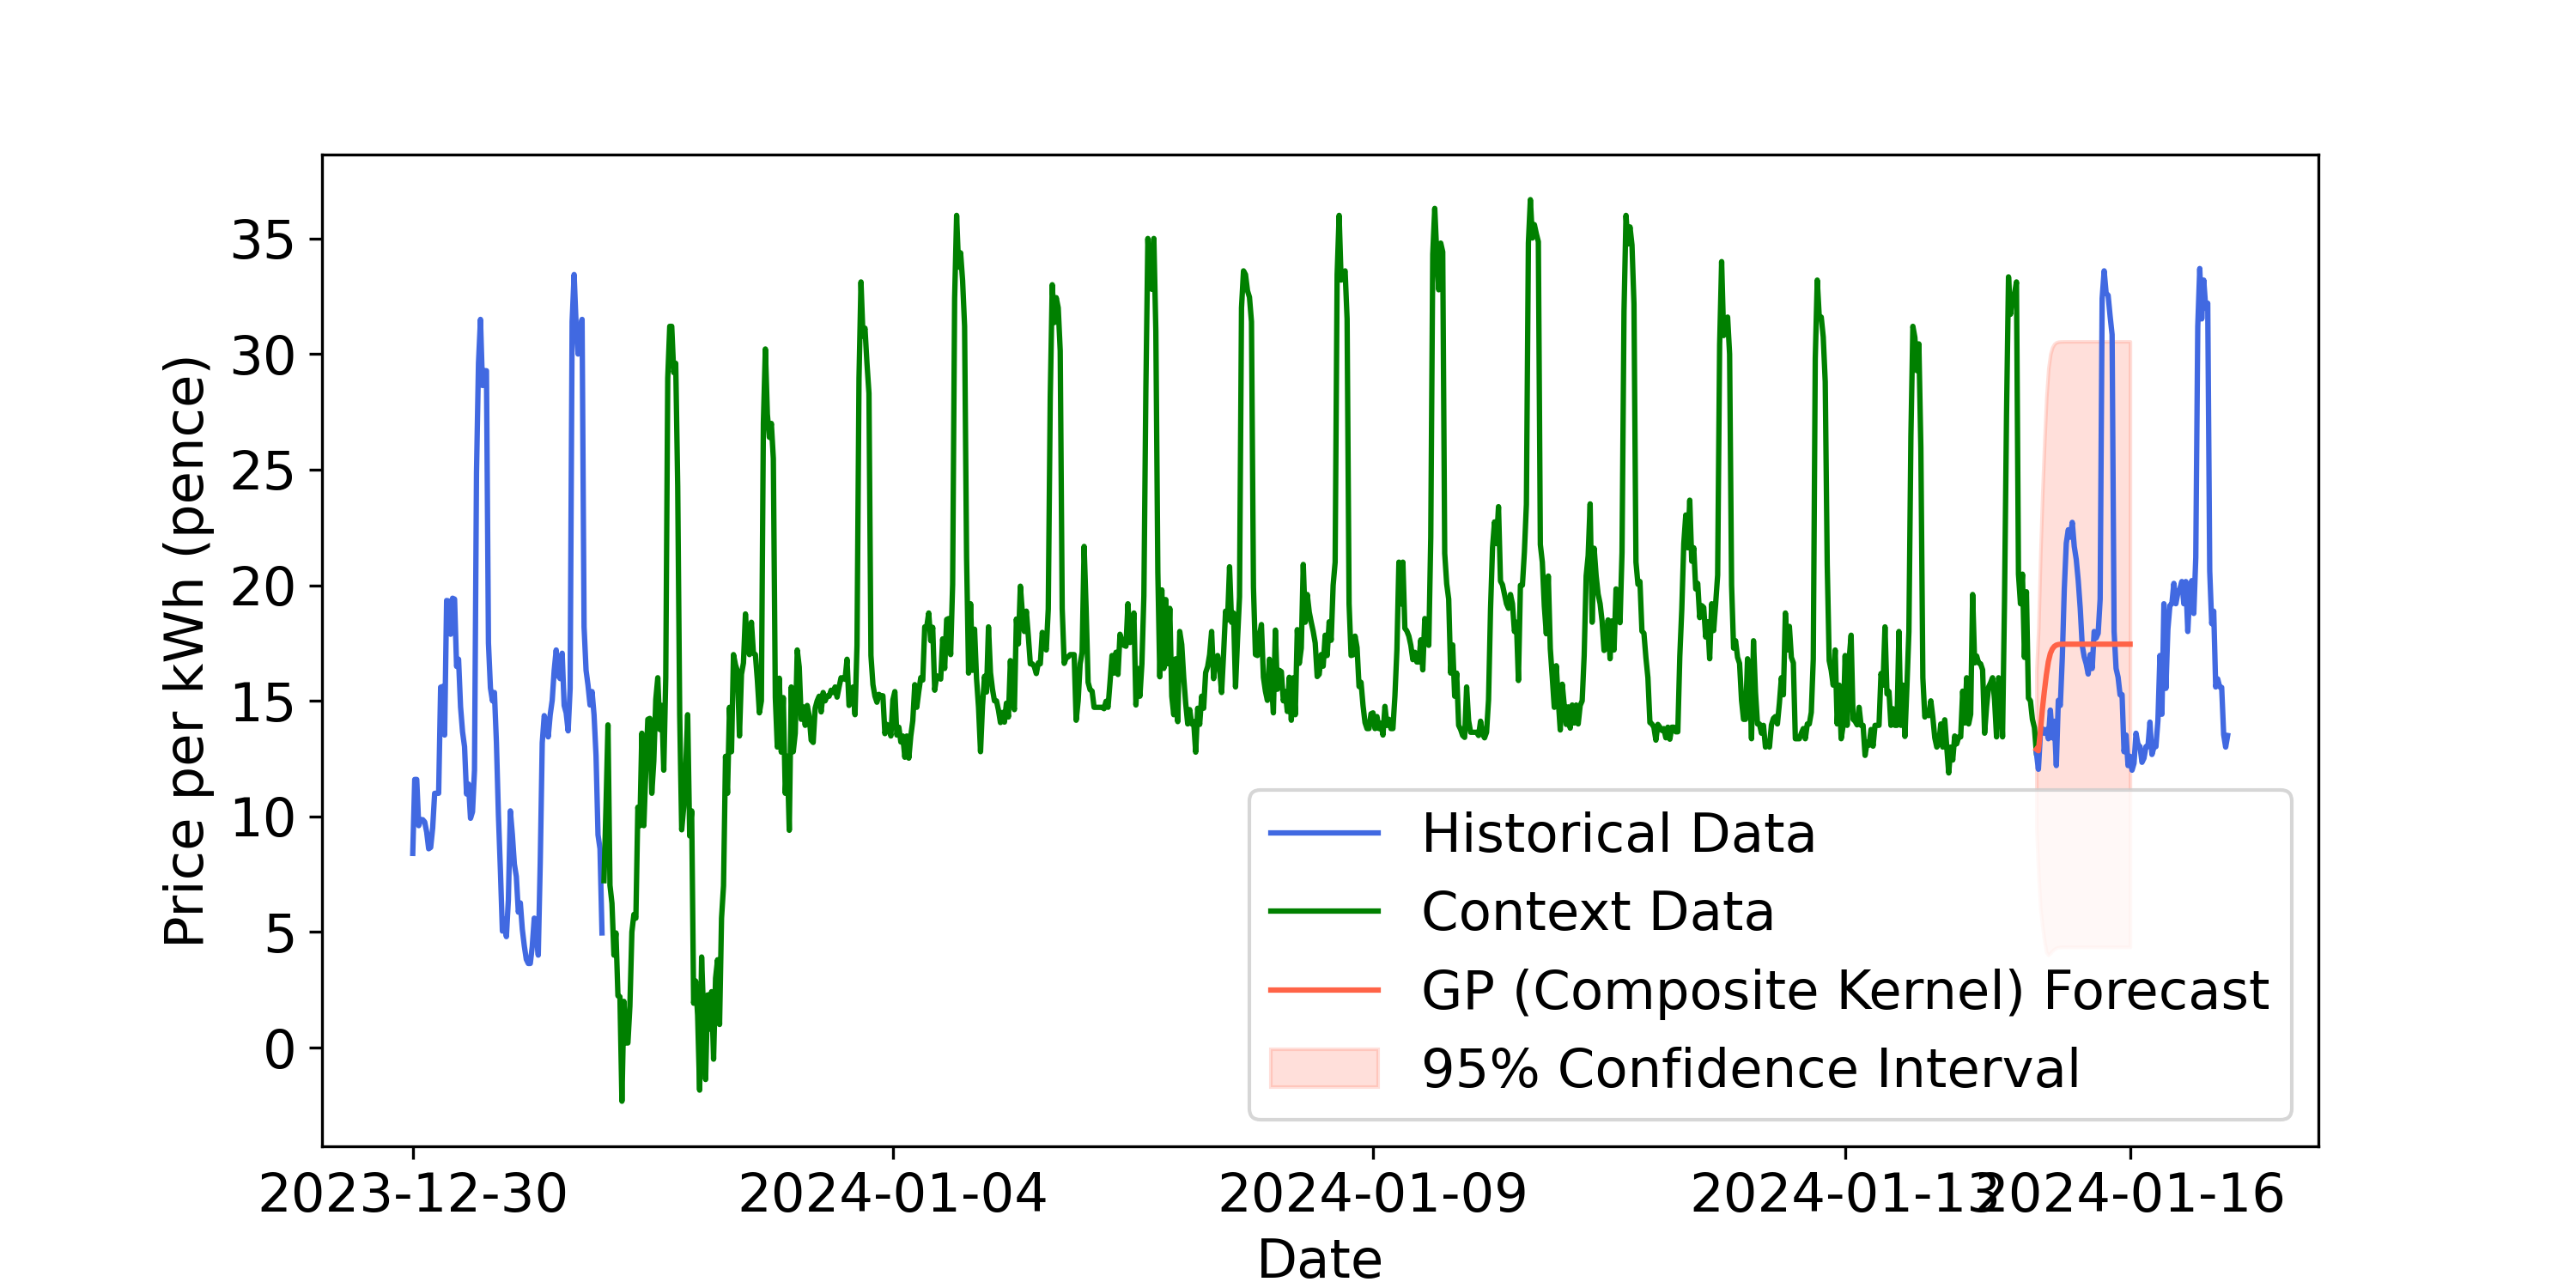 Price per kWh (pence)
35
30
25
20
15
10
5
0
Historical Data
Context Data
GP (Composite Kernel) Forecast
95% Confidence Interval
2023-12-30 2024-01-04 2024-01-09 2024-01-13 2024-01-16
Date